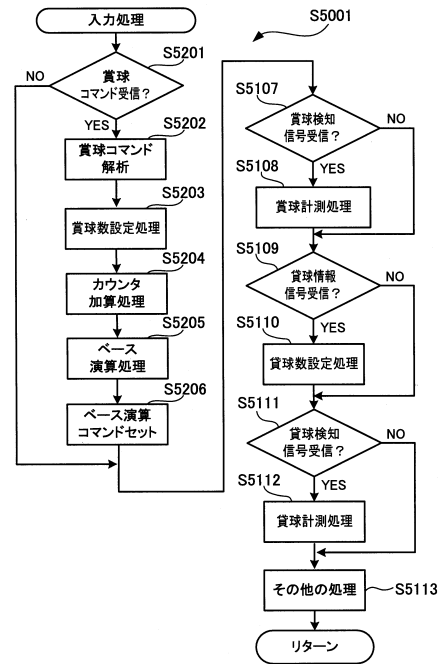 入力処理
S5001
S5201
NO
賞球
コマンド受信?
YES
S5202
賞球コマンド
解析
S5203
賞球数設定処理
S5204
カウンタ
加算処理
S5205
ベース
演算処理
S5206
ベース演算
コマンドセット
S5107
賞球検知
信号受信?
NO
YES
S5108
賞球計測処理
S5109
貸球情報
信号受信?
NO
YES
S5110
貸球数設定処理
S5111
貸球検知
信号受信?
NO
YES
S5112
貸球計測処理
その他の処理
S5113
リターン